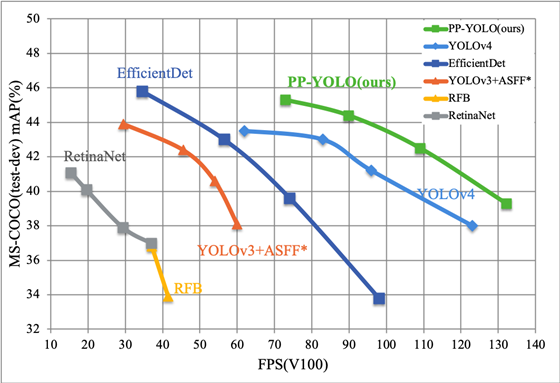 PP-YOLO(ours)
YOLOv4
EfficientDet
YOLOv3+ASFF*
RFB
RetinaNet
EfficientDet
PP-YOLO(ours)
RetinaNet
YOLOv4
YOLOv3+ASFF*
RFB
MS-COCO(test-dev) mAP(%)
50
48
46
44
42
40
38
36
34
32
0 10 20 30 40 50 60 70 80 90 100 110 120 130 140
FPS(V100)